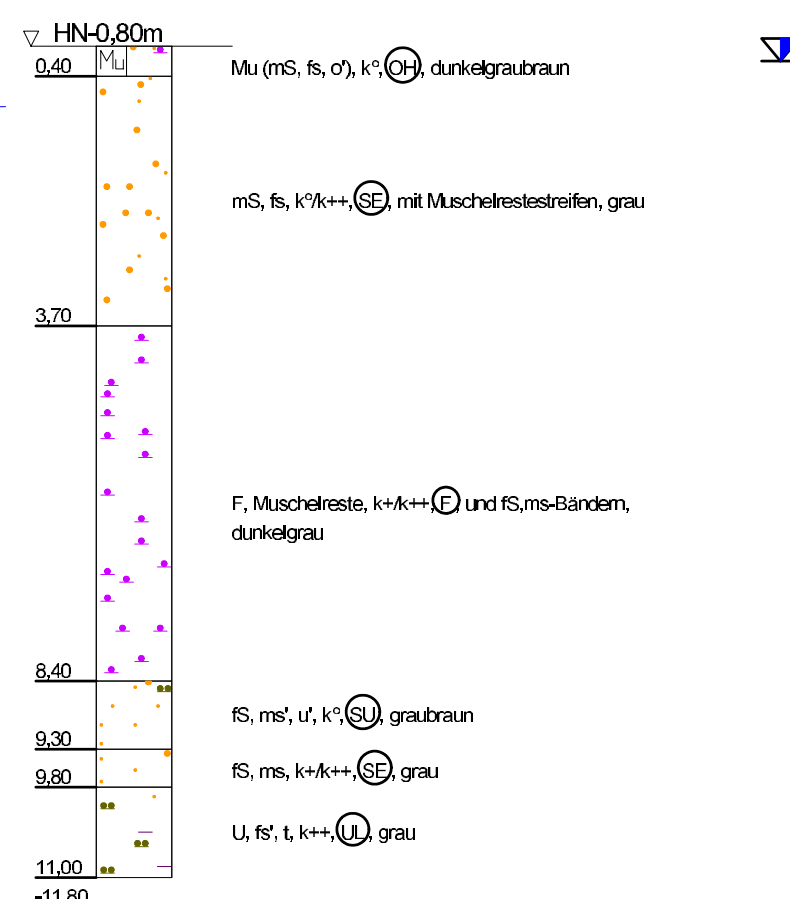 HN-0,80m
Mu
0,40
Mu (mS, fs, o'), k°, OH, dunkelgraubraun
mS, fs, k°/k++, SE, mit Muschelrestestreifen, grau
3,70
F, Muschelreste, k+/k++, F, und fS,ms-Bändern,
dunkelgrau
8,40
fS, ms', u', k°, SU, graubraun
9,30
fS, ms, k+/k++, SE, grau
9,80
U, fs', t, k++, UL, grau
11,00
-11,80